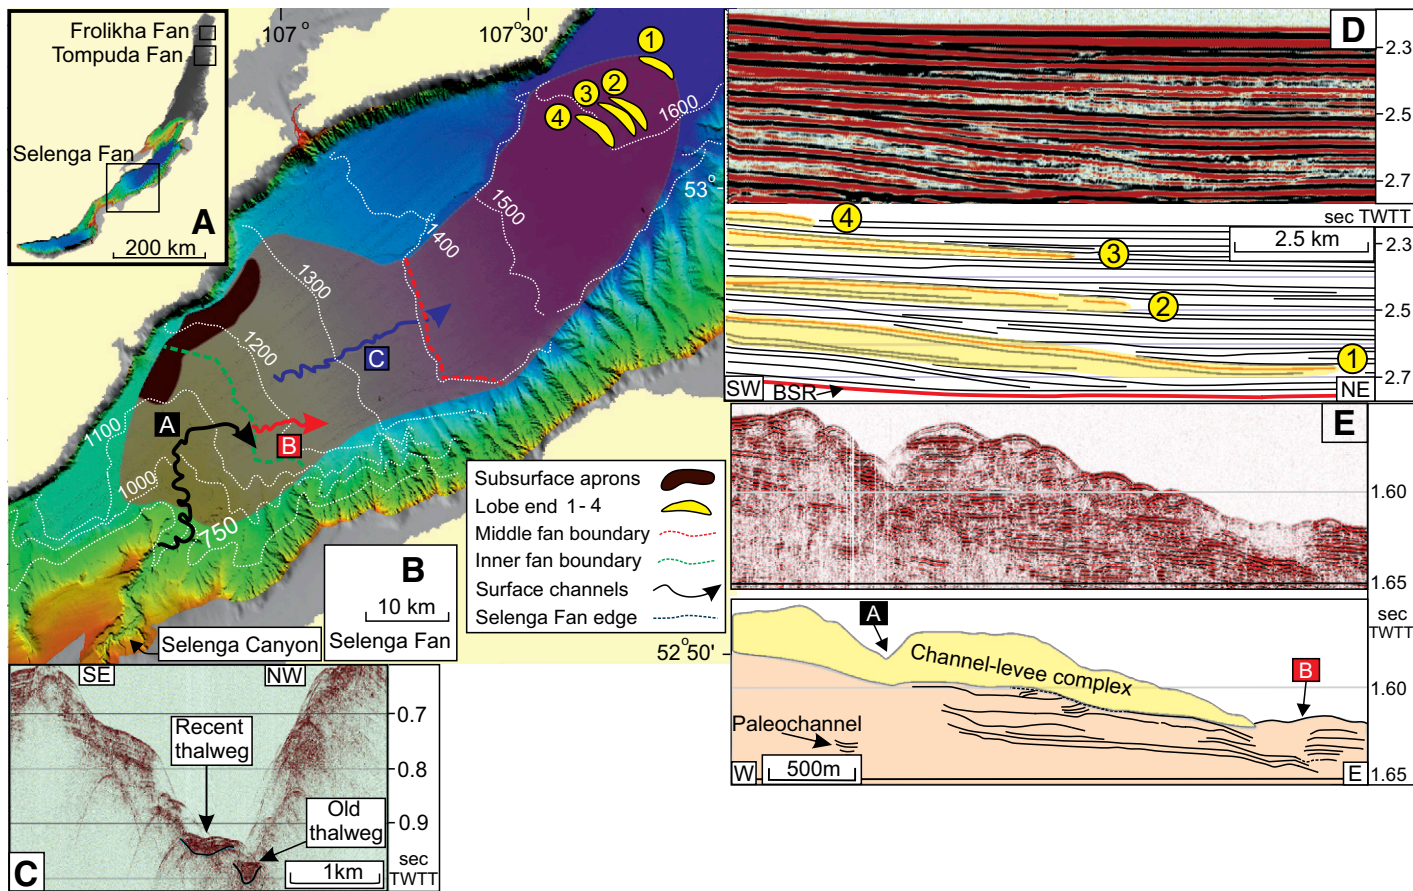 Frolikha Fan
Tompuda Fan
Selenga Fan
A
200 km
107°
107°30'
1
2
3
4
1600
53°
1500
1400
1300
1200
1100
1000
750
A
B
C
Subsurface aprons
Lobe end 1-4
Middle fan boundary
Inner fan boundary
Surface channels
Selenga Fan edge
B
10 km
Selenga Fan
Selenga Canyon
52°50'
SE
NW
Recent
thalweg
Old
thalweg
0.7
0.8
0.9
sec
TWTT
1km
C
D
2.3
2.5
2.7
sec TWTT
2.5 km
4
3
2
1
2.3
2.5
2.7
SW
BSR
NE
E
1.60
1.65
sec
TWTT
A
Channel-levee complex
B
1.60
Paleochannel
W
500m
E
1.65